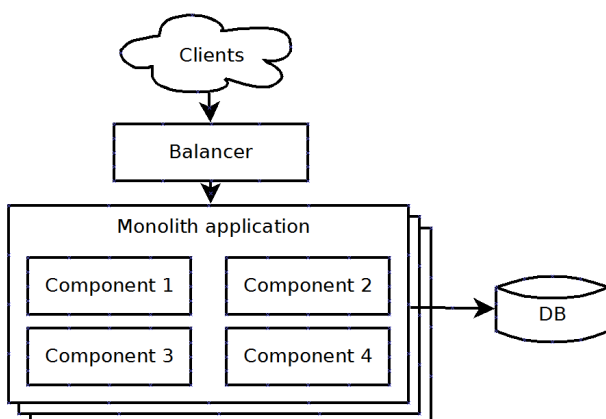 Clients
Balancer
Monolith application
Component 1
Component 2
DB
Component 3
Component 4